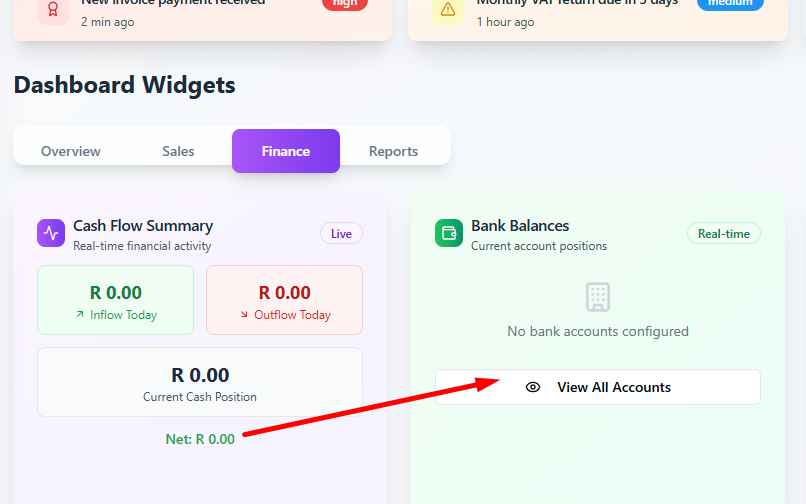 New invoice payment received
high
2 min ago
Monthly VAT return due in 5 days
medium
1 hour ago
Dashboard Widgets
Overview
Sales
Finance
Reports
Cash Flow Summary
Real-time financial activity
Live
R 0.00
Inflow Today
R 0.00
Outflow Today
R 0.00
Current Cash Position
Net: R 0.00
Bank Balances
Current account positions
Real-time
No bank accounts configured
View All Accounts